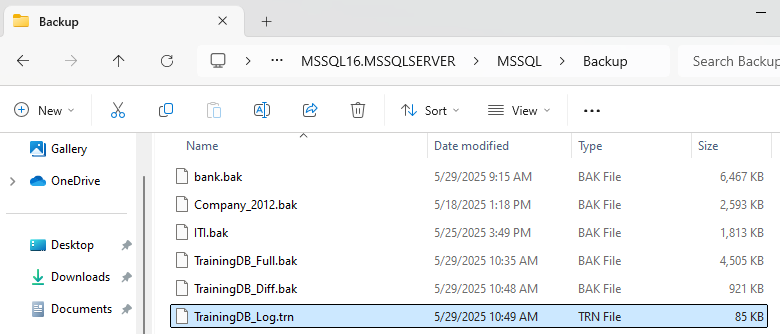 Backup
MSSQL16.MSSQLSERVER MSSQL Backup Search Backup
New Sort View
Gallery
OneDrive
Desktop
Downloads
Documents
Name Date modified Type Size
bank.bak 5/29/2025 9:15 AM BAK File 6,467 KB
Company_2012.bak 5/18/2025 1:18 PM BAK File 2,593 KB
ITI.bak 5/25/2025 3:49 PM BAK File 1,813 KB
TrainingDB_Full.bak 5/29/2025 10:35 AM BAK File 4,505 KB
TrainingDB_Diff.bak 5/29/2025 10:48 AM BAK File 921 KB
TrainingDB_Log.trn 5/29/2025 10:49 AM TRN File 85 KB